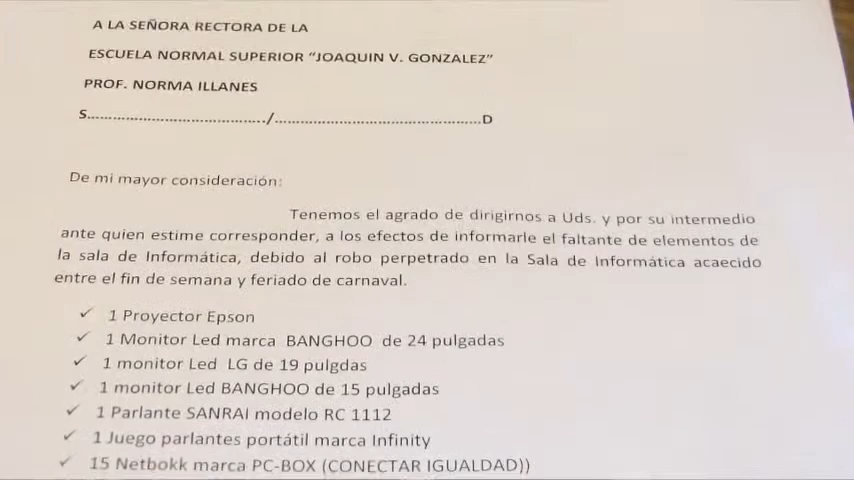 A LA SEÑORA RECTORA DE LA
ESCUELA NORMAL SUPERIOR “JOAQUIN V. GONZALEZ”
PROF. NORMA ILLANES
S........................................./................................................D
De mi mayor consideración:
Tenemos el agrado de dirigirnos a Uds. y por su intermedio
ante quien estime corresponder, a los efectos de informarle el faltante de elementos de
la sala de Informática, debido al robo perpetrado en la Sala de Informática acaecido
entre el fin de semana y feriado de carnaval.
✓ 1 Proyector Epson
✓ 1 Monitor Led marca BANGHOO de 24 pulgadas
✓ 1 monitor Led LG de 19 pulgdas
✓ 1 monitor Led BANGHOO de 15 pulgadas
✓ 1 Parlante SANRAI modelo RC 1112
✓ 1 Juego parlantes portátil marca Infinity
✓ 15 Netbokk marca PC-BOX (CONECTAR IGUALDAD))